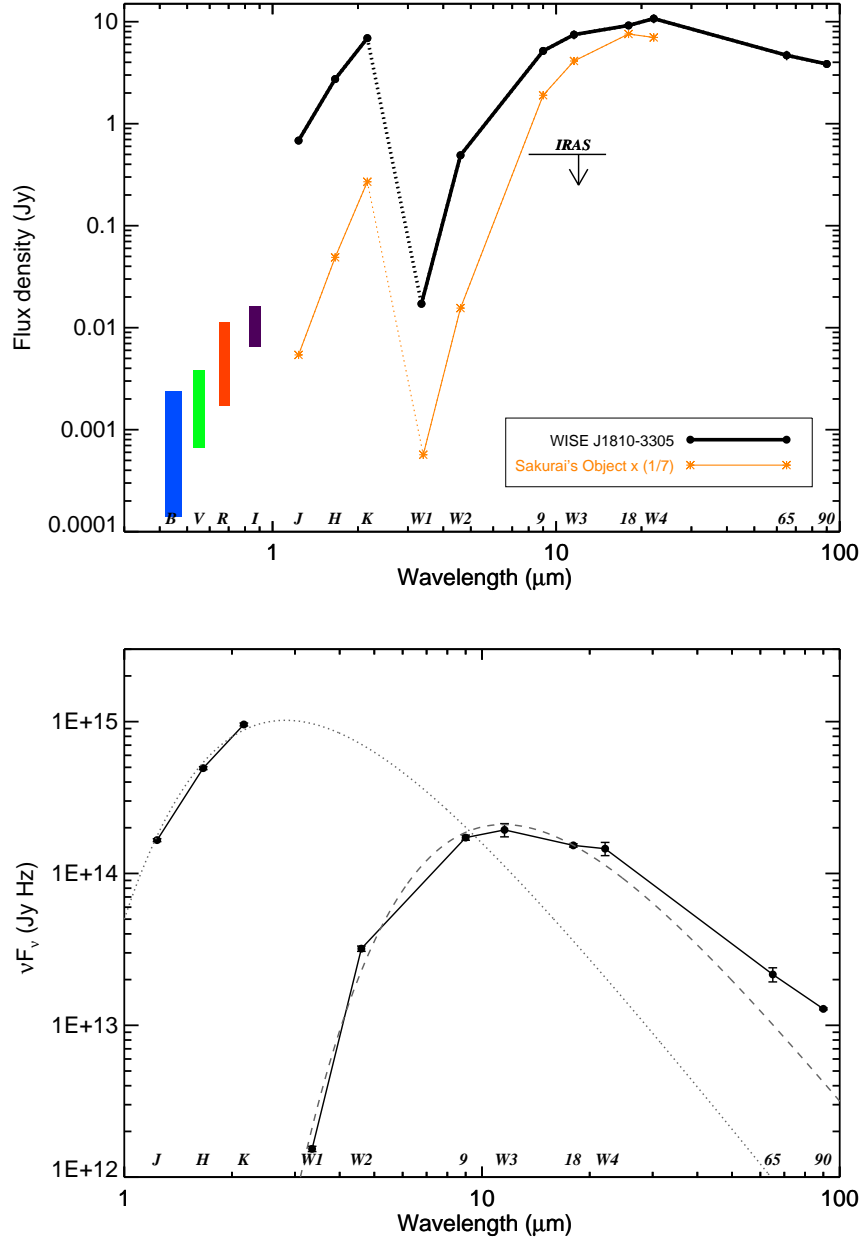 10
1
0.1
0.01
0.001
0.0001
Flux density (Jy)
IRAS
WISE J1810-3305
Sakurai's Object x (1/7)
B V R I J H K W1 W2 9 W3 18 W4 65 90
1 10 100
Wavelength (μm)
1E+15
1E+14
1E+13
1E+12
νFν (Jy Hz)
J H K W1 W2 9 W3 18 W4 65 90
1 10 100
Wavelength (μm)